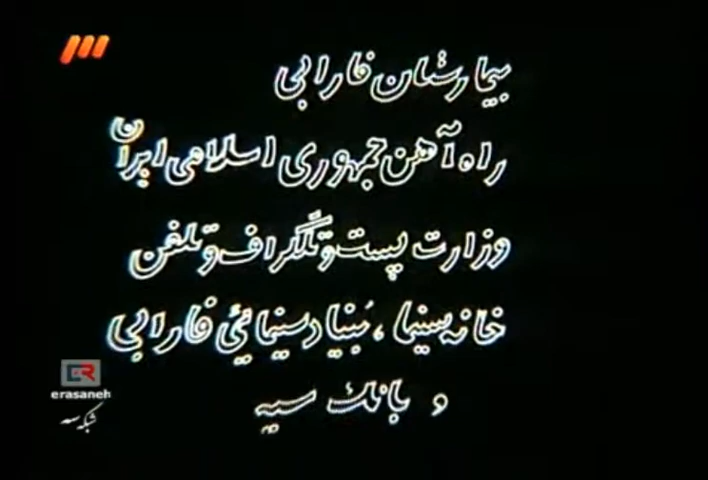 بیمارستان فارابی
راه آهن جمهوری اسلامی ایران
وزارت پست و تلگراف و تلفن
خانه سینما ، بنیاد سینمائی فارابی
و بانک سپه
erasaneh
شبکه سه